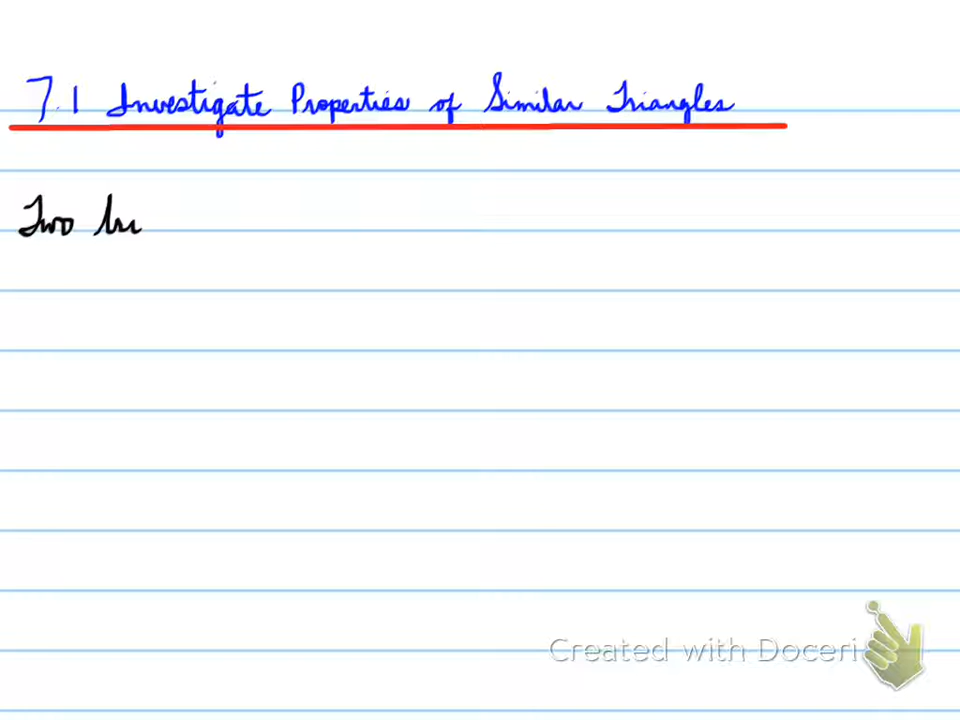 7.1 Investigate Properties of Similar Triangles
Two
Created with Doceri